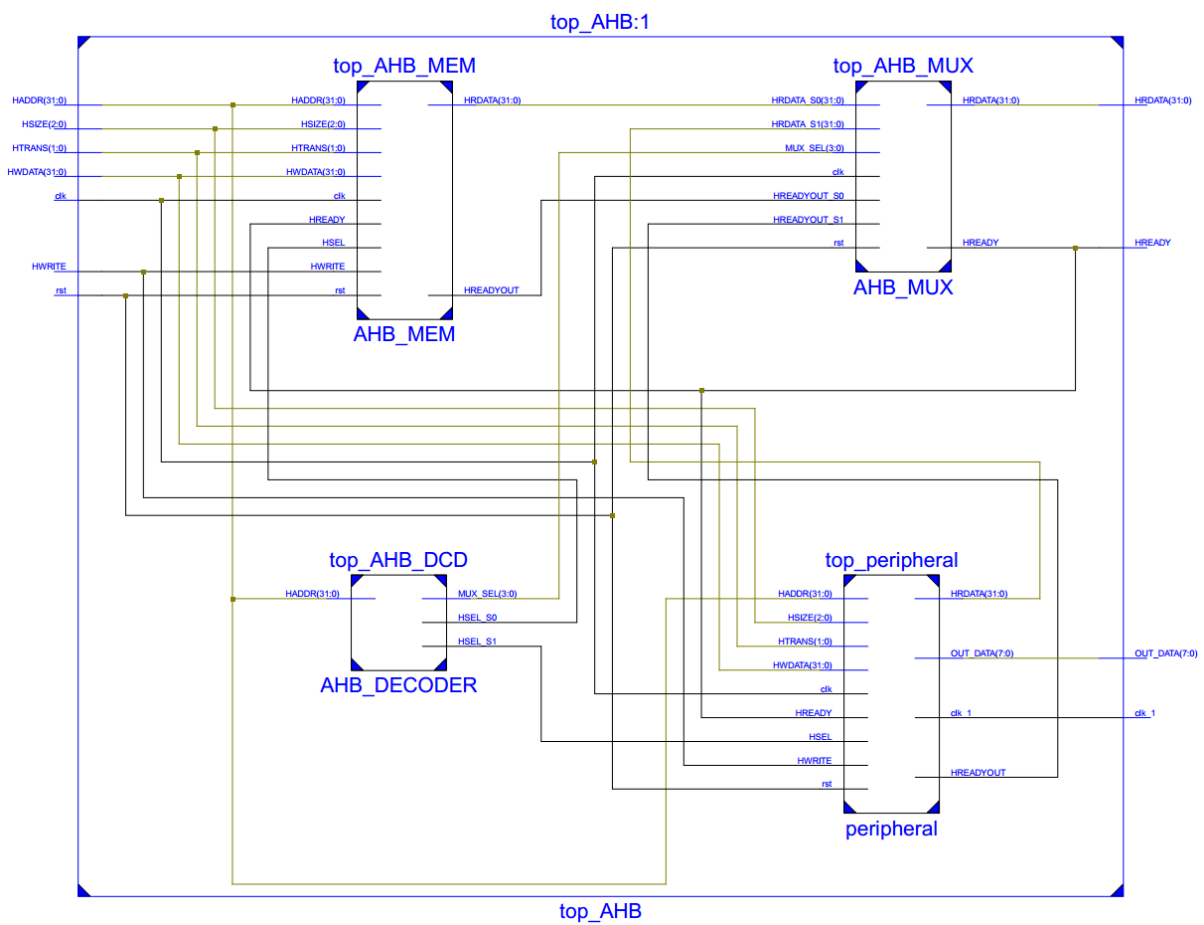 top_AHB:1
top_AHB_MEM
top_AHB_MUX
HADDR(31:0)
HADDR(31:0)
HRDATA(31:0)
HRDATA_S0(31:0)
HRDATA(31:0)
HRDATA(31:0)
HSIZE(2:0)
HSIZE(2:0)
HRDATA_S1(31:0)
HTRANS(1:0)
HTRANS(1:0)
MUX_SEL(3:0)
HWDATA(31:0)
HWDATA(31:0)
clk
clk
clk
HREADYOUT_S0
HREADY
HREADYOUT_S1
HSEL
rst
HREADY
HREADY
HWRITE
HWRITE
rst
rst
HREADYOUT
AHB_MUX
AHB_MEM
top_AHB_DCD
top_peripheral
HADDR(31:0)
MUX_SEL(3:0)
HADDR(31:0)
HRDATA(31:0)
HSEL_S0
HSIZE(2:0)
HSEL_S1
HTRANS(1:0)
OUT_DATA(7:0)
OUT_DATA(7:0)
HWDATA(31:0)
AHB_DECODER
clk
HREADY
clk_1
clk_1
HSEL
HWRITE
HREADYOUT
rst
peripheral
top_AHB